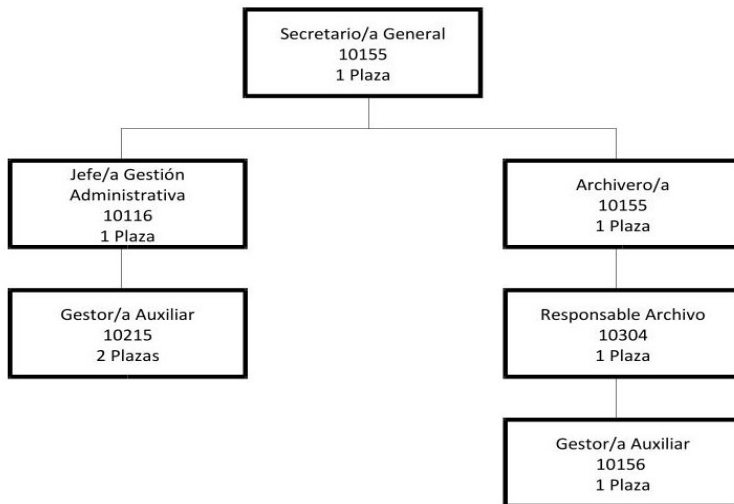 Secretario/a General
10155
1 Plaza
Jefe/a Gestión
Administrativa
10116
1 Plaza
Archivero/a
10155
1 Plaza
Gestor/a Auxiliar
10215
2 Plazas
Responsable Archivo
10304
1 Plaza
Gestor/a Auxiliar
10156
1 Plaza